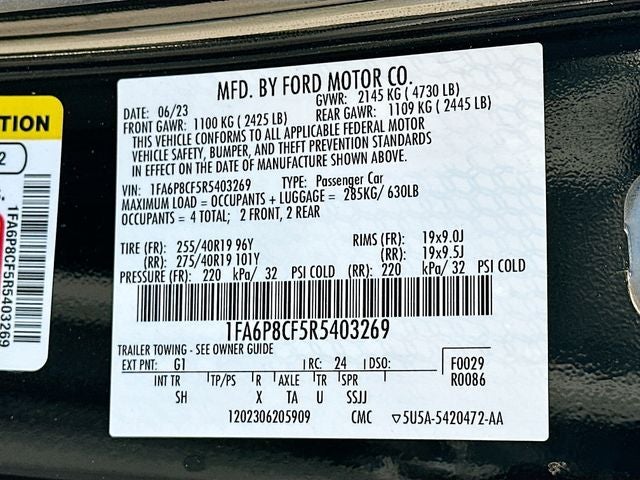 MFD. BY FORD MOTOR CO.
DATE: 06/23 GVWR: 2145 KG ( 4730 LB)
FRONT GAWR: 1100 KG ( 2425 LB) REAR GAWR: 1109 KG ( 2445 LB)
THIS VEHICLE CONFORMS TO ALL APPLICABLE FEDERAL MOTOR
VEHICLE SAFETY, BUMPER, AND THEFT PREVENTION STANDARDS
IN EFFECT ON THE DATE OF MANUFACTURE SHOWN ABOVE.
VIN: 1FA6P8CF5R5403269 TYPE: Passenger Car
MAXIMUM LOAD = OCCUPANTS + LUGGAGE = 285KG/ 630LB
OCCUPANTS = 4 TOTAL; 2 FRONT, 2 REAR
TIRE (FR): 255/40R19 96Y RIMS (FR): 19x9.0J
(RR): 275/40R19 101Y (RR): 19x9.5J
PRESSURE (FR): 220 kPa/ 32 PSI COLD (RR): 220 kPa/ 32 PSI COLD
1FA6P8CF5R5403269
TRAILER TOWING - SEE OWNER GUIDE
EXT PNT: G1 RC: 24 DSO: F0029
R0086
INT TR TP/PS R AXLE TR SPR
SH X TA U SSJJ
1202306205909 CMC ▽5U5A-5420472-AA
TION
2
1FA6P8CF5R5403269